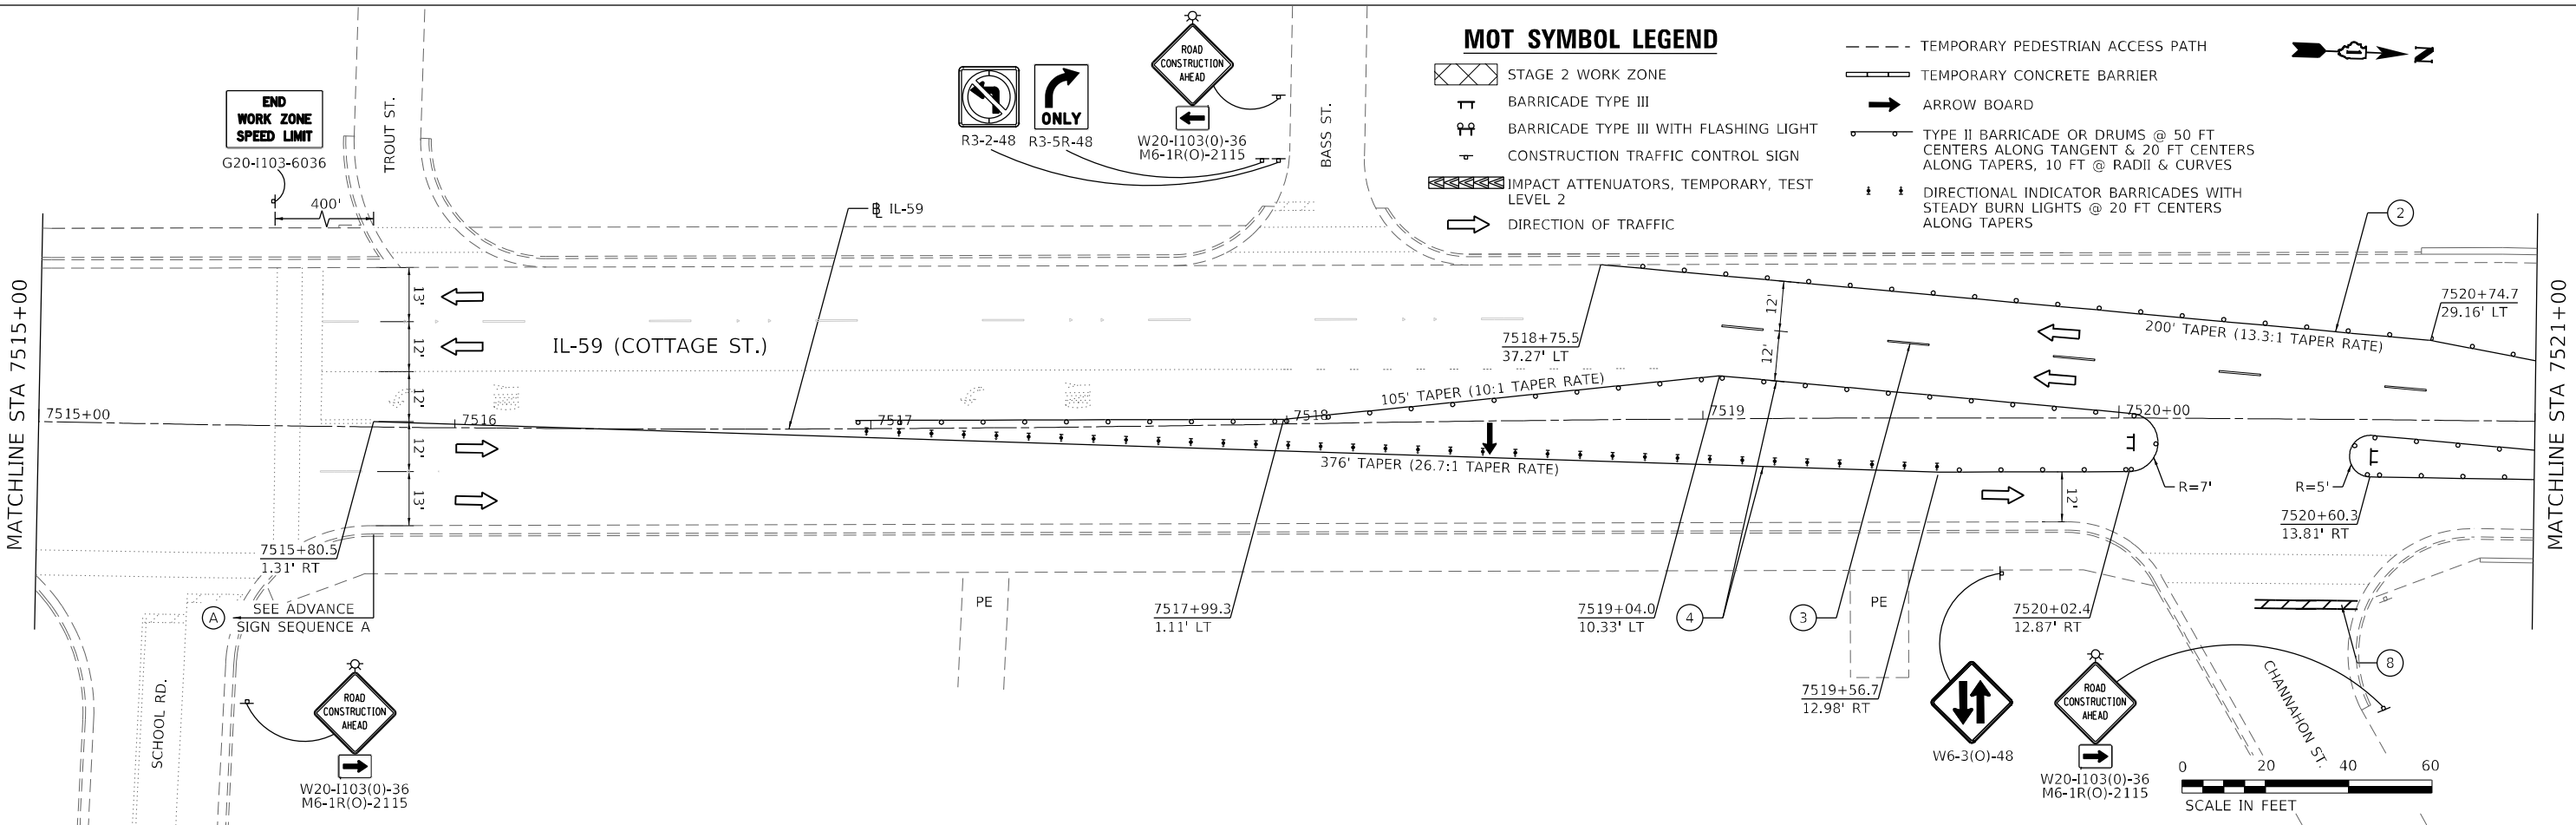 MOT SYMBOL LEGEND
STAGE 2 WORK ZONE
BARRICADE TYPE III
BARRICADE TYPE III WITH FLASHING LIGHT
CONSTRUCTION TRAFFIC CONTROL SIGN
IMPACT ATTENUATORS, TEMPORARY, TEST
LEVEL 2
DIRECTION OF TRAFFIC
TEMPORARY PEDESTRIAN ACCESS PATH
TEMPORARY CONCRETE BARRIER
ARROW BOARD
TYPE II BARRICADE OR DRUMS @ 50 FT
CENTERS ALONG TANGENT & 20 FT CENTERS
ALONG TAPERS, 10 FT @ RADII & CURVES
DIRECTIONAL INDICATOR BARRICADES WITH
STEADY BURN LIGHTS @ 20 FT CENTERS
ALONG TAPERS
N
END
WORK ZONE
SPEED LIMIT
G20-I103-6036
400'
TROUT ST.
R3-2-48
ONLY
R3-5R-48
ROAD
CONSTRUCTION
AHEAD
W20-I103(0)-36
M6-1R(O)-2115
BASS ST.
B IL-59
2
MATCHLINE STA 7515+00
7515+00
13'
12'
12'
12'
13'
IL-59 (COTTAGE ST.)
7516
7517
7518
7519
7520+00
7518+75.5
37.27' LT
12'
12'
200' TAPER (13.3:1 TAPER RATE)
7520+74.7
29.16' LT
MATCHLINE STA 7521+00
105' TAPER (10:1 TAPER RATE)
376' TAPER (26.7:1 TAPER RATE)
12'
R=7'
R=5'
7520+60.3
13.81' RT
7515+80.5
1.31' RT
A
SEE ADVANCE
SIGN SEQUENCE A
PE
7517+99.3
1.11' LT
7519+04.0
10.33' LT
4
3
PE
7520+02.4
12.87' RT
7519+56.7
12.98' RT
8
SCHOOL RD.
ROAD
CONSTRUCTION
AHEAD
W20-I103(0)-36
M6-1R(O)-2115
W6-3(O)-48
ROAD
CONSTRUCTION
AHEAD
W20-I103(0)-36
M6-1R(O)-2115
CHANNAHON ST.
0 20 40 60
SCALE IN FEET